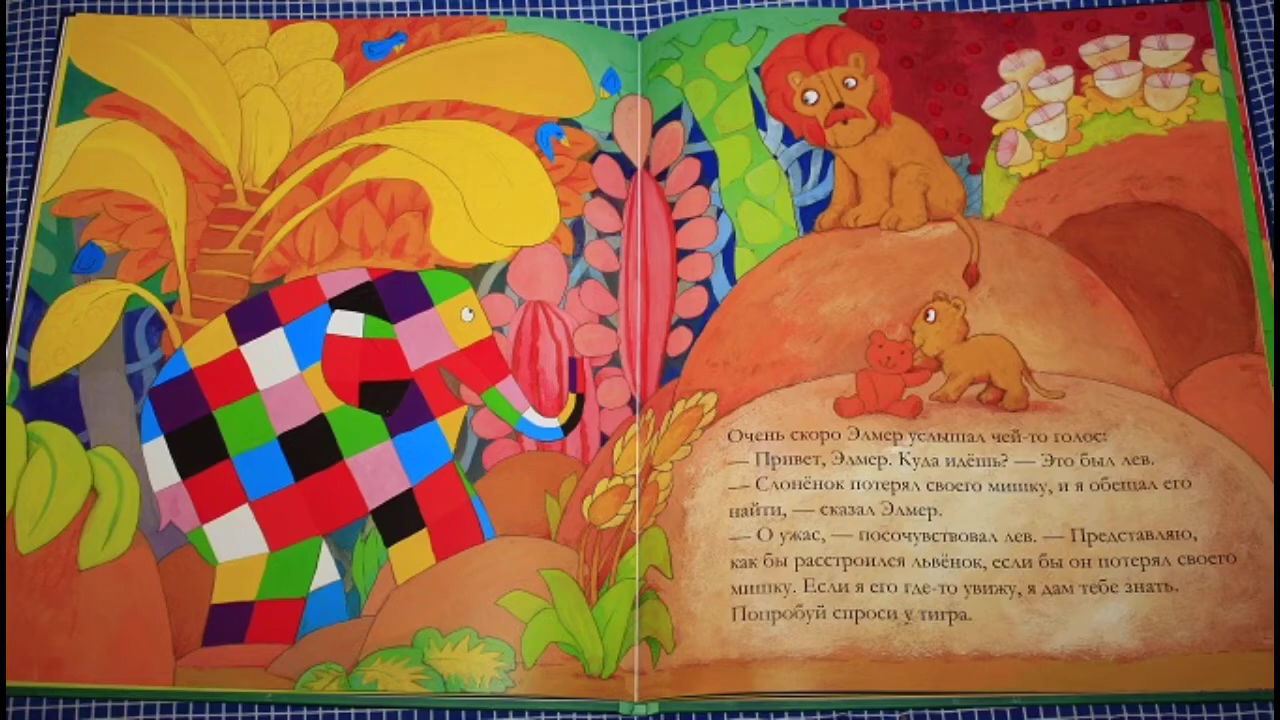 Очень скоро Элмер услышал чей-то голос:
— Привет, Элмер. Куда идёшь? — Это был лев.
— Слонёнок потерял своего мишку, и я обещал его
найти, — сказал Элмер.
— О ужас, — посочувствовал лев. — Представляю,
как бы расстроился львёнок, если бы он потерял своего
мишку. Если я его где-то увижу, я дам тебе знать.
Попробуй спроси у тигра.